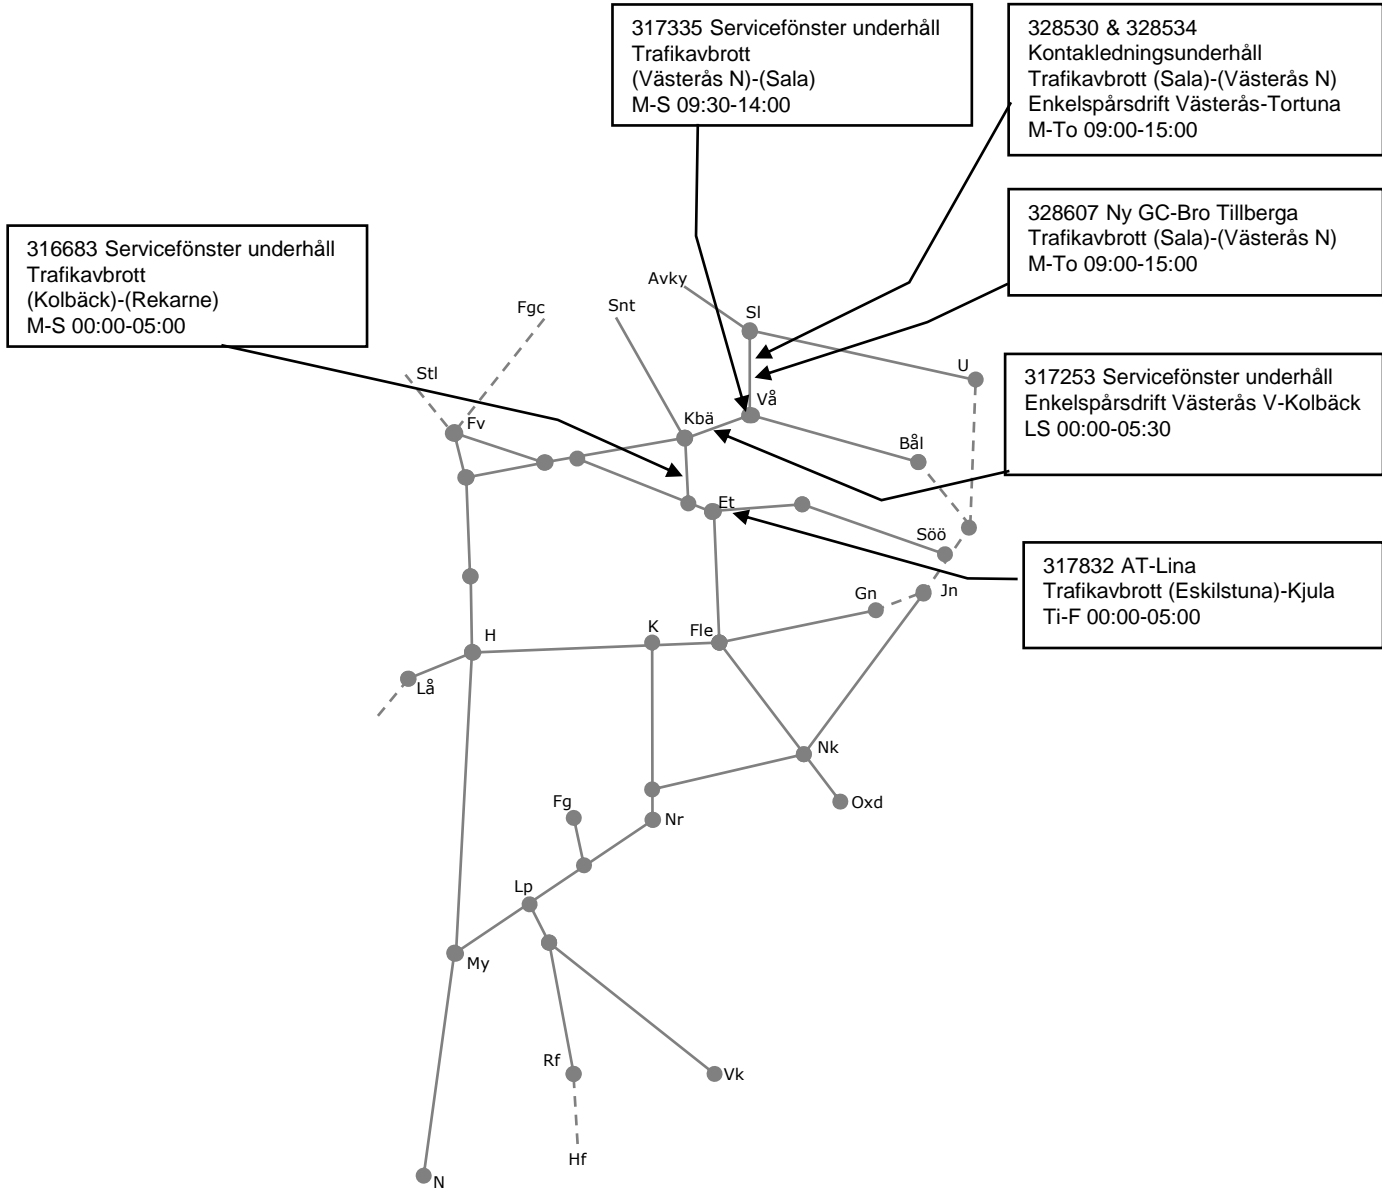 317335 Servicefönster underhåll
Trafikavbrott
(Västerås N)-(Sala)
M-S 09:30-14:00
328530 & 328534
Kontakledningsunderhåll
Trafikavbrott (Sala)-(Västerås N)
Enkelspårsdrift Västerås-Tortuna
M-To 09:00-15:00
328607 Ny GC-Bro Tillberga
Trafikavbrott (Sala)-(Västerås N)
M-To 09:00-15:00
316683 Servicefönster underhåll
Trafikavbrott
(Kolbäck)-(Rekarne)
M-S 00:00-05:00
317253 Servicefönster underhåll
Enkelspårsdrift Västerås V-Kolbäck
LS 00:00-05:30
317832 AT-Lina
Trafikavbrott (Eskilstuna)-Kjula
Ti-F 00:00-05:00
Avky
Fgc
Snt
Sl
Stl
U
Vå
Kbä
Fv
Bål
Et
Söö
Gn
Jn
K
Fle
H
Lå
Nk
Fg
Oxd
Nr
Lp
My
Rf
Vk
Hf
N